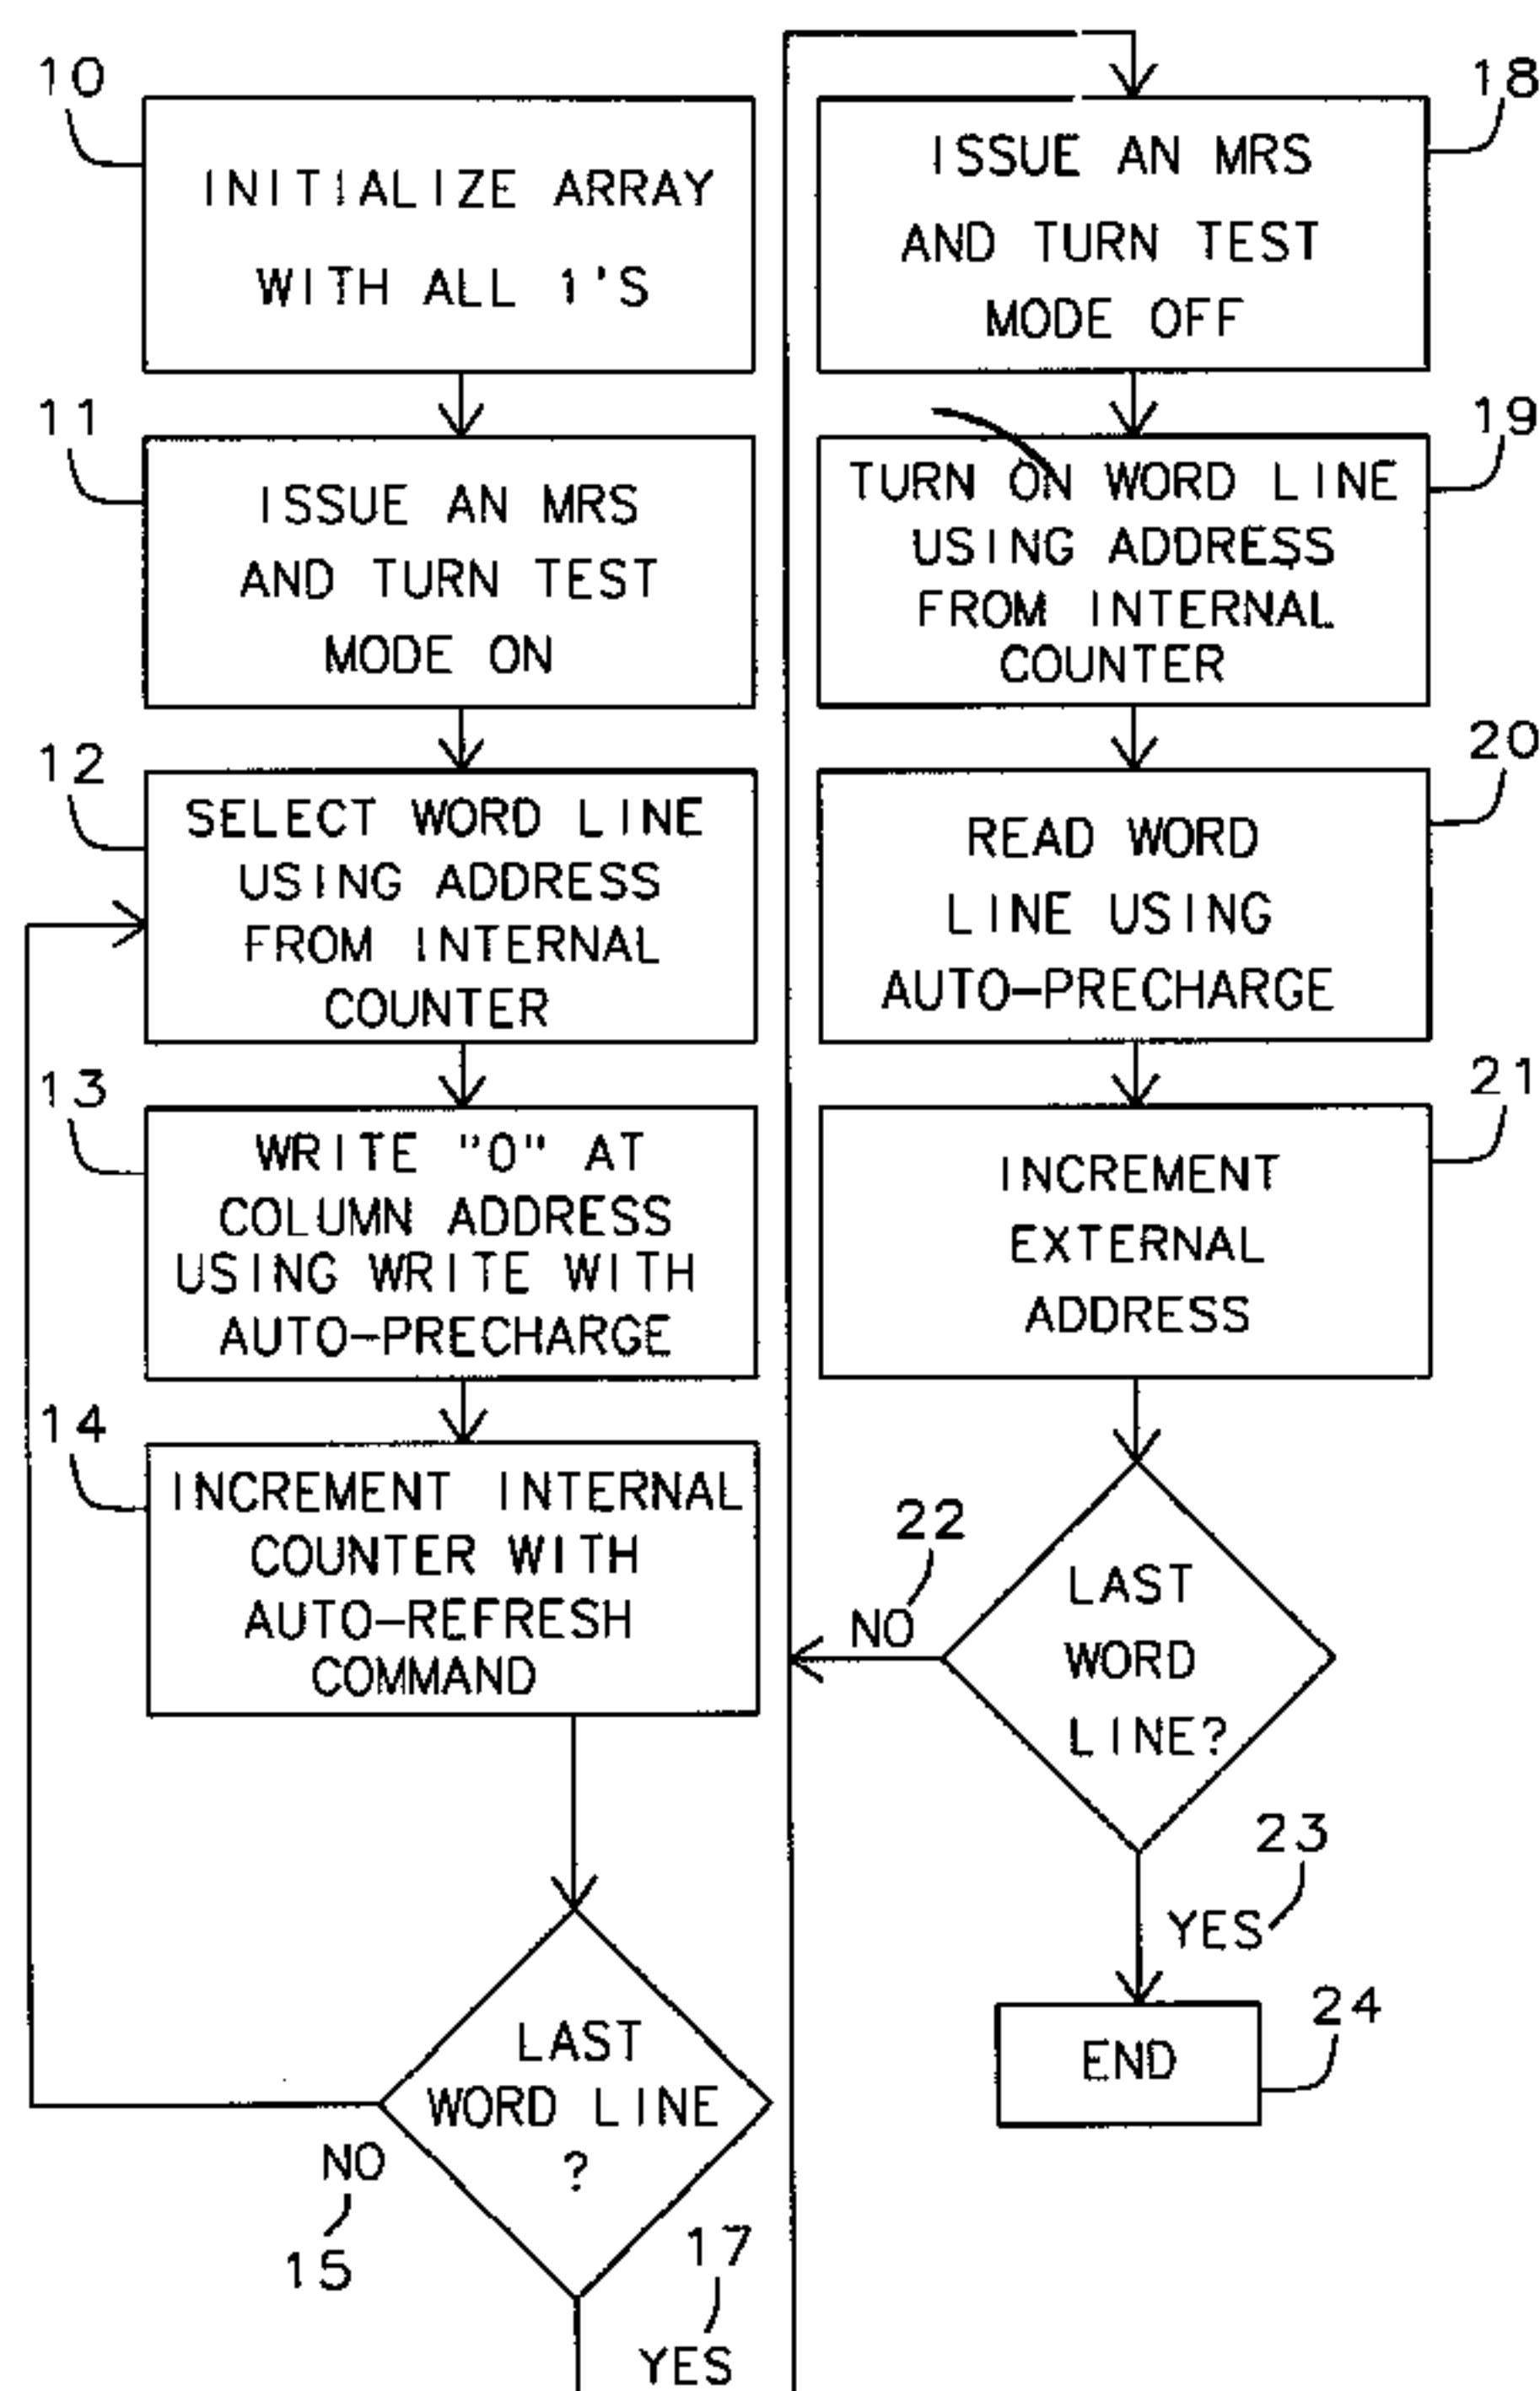 10
INITIALIZE ARRAY
WITH ALL 1'S
11
ISSUE AN MRS
AND TURN TEST
MODE ON
12
SELECT WORD LINE
USING ADDRESS
FROM INTERNAL
COUNTER
13
WRITE "0" AT
COLUMN ADDRESS
USING WRITE WITH
AUTO-PRECHARGE
14
INCREMENT INTERNAL
COUNTER WITH
AUTO-REFRESH
COMMAND
LAST
WORD LINE
?
NO
15
17
YES
18
ISSUE AN MRS
AND TURN TEST
MODE OFF
19
TURN ON WORD LINE
USING ADDRESS
FROM INTERNAL
COUNTER
20
READ WORD
LINE USING
AUTO-PRECHARGE
21
INCREMENT
EXTERNAL
ADDRESS
22
NO
LAST
WORD
LINE?
23
YES
24
END